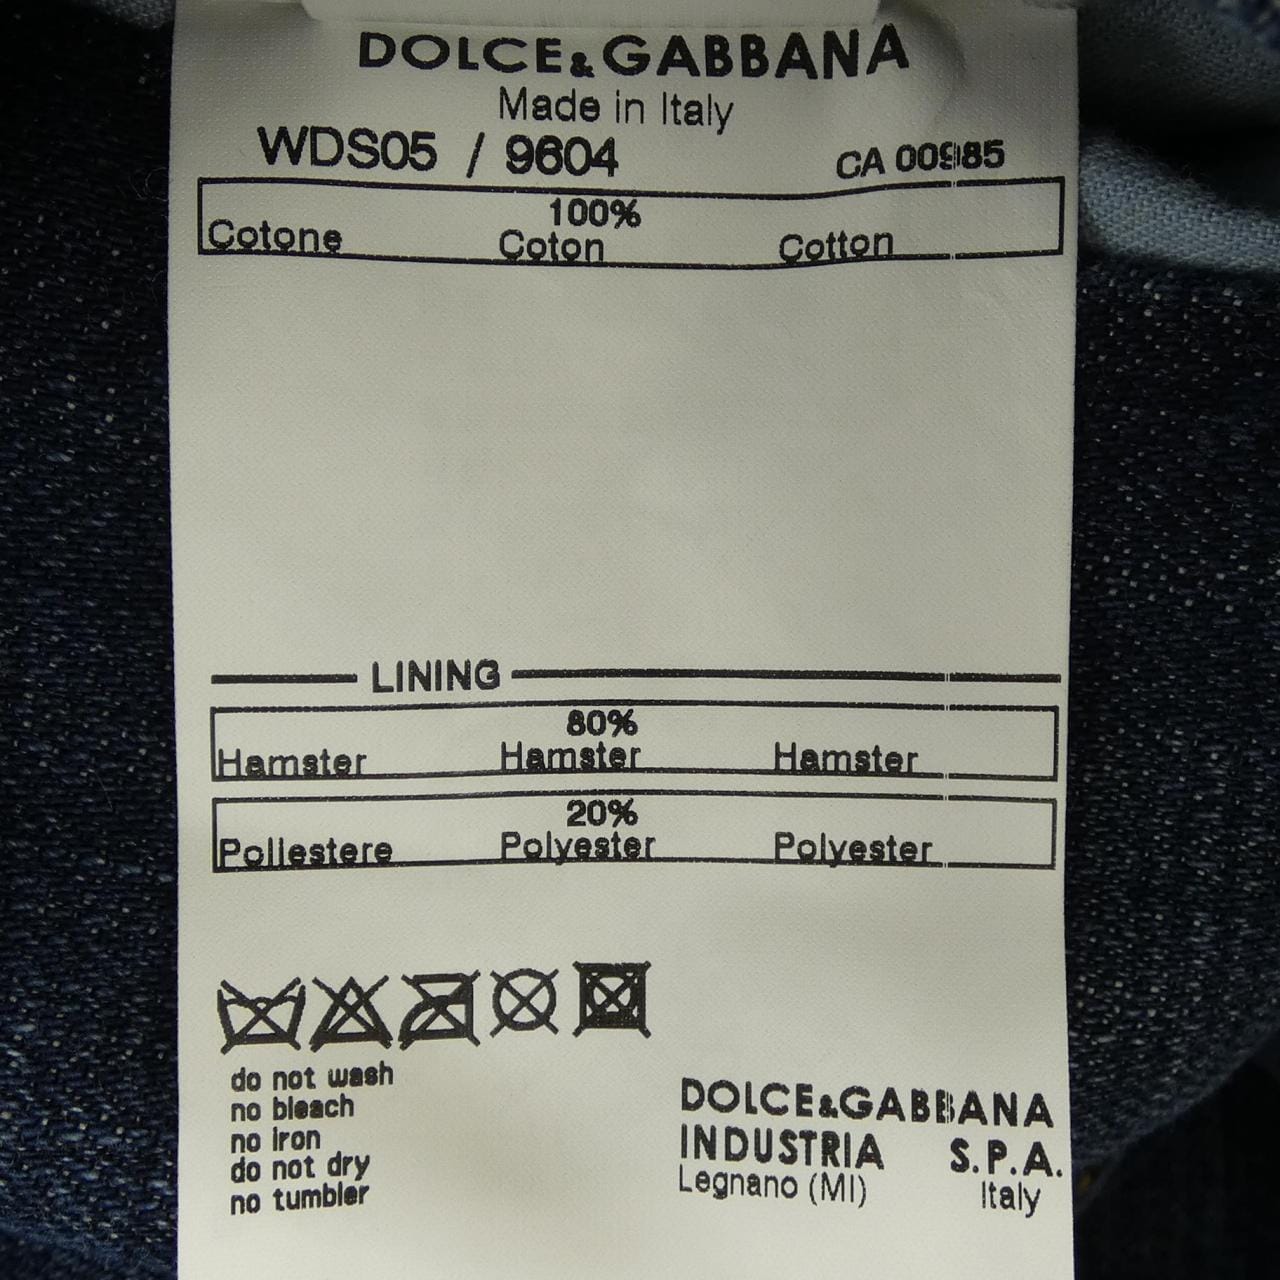 DOLCE&GABBANA
Made in Italy
WDS05 / 9604 CA 00985
100%
Cotone Coton Cotton
LINING
80%
Hamster Hamster Hamster
20%
Poliestere Polyester Polyester
do not wash
no bleach
no iron
do not dry
no tumbler
DOLCE&GABBANA
INDUSTRIA S.P.A.
Legnano (MI) Italy